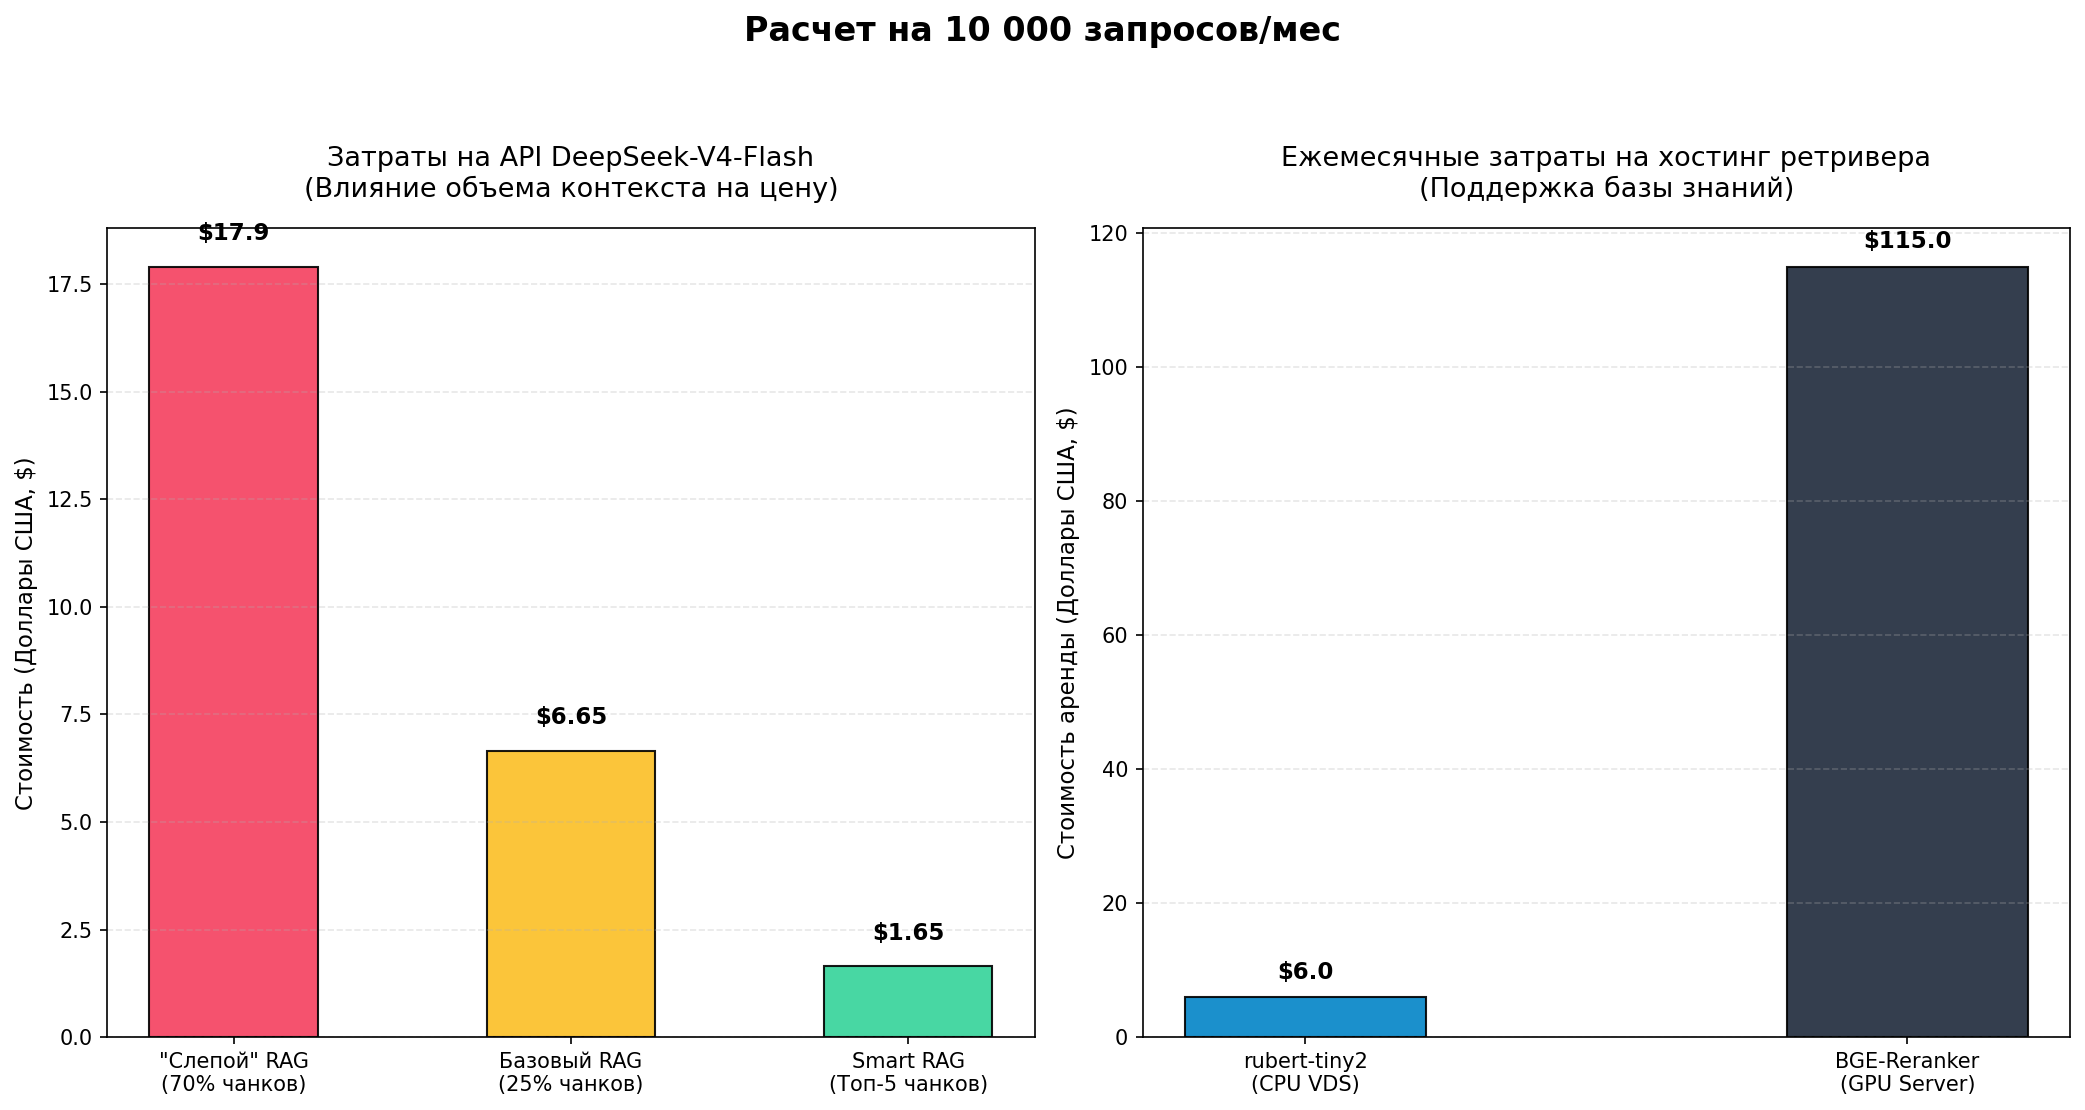 Расчет на 10 000 запросов/мес
Затраты на API DeepSeek-V4-Flash
(Влияние объема контекста на цену)
Стоимость (Доллары США, $)
17.5
15.0
12.5
10.0
7.5
5.0
2.5
0.0
$17.9
$6.65
$1.65
"Слепой" RAG
(70% чанков)
Базовый RAG
(25% чанков)
Smart RAG
(Топ-5 чанков)
Ежемесячные затраты на хостинг ретривера
(Поддержка базы знаний)
Стоимость аренды (Доллары США, $)
120
100
80
60
40
20
0
$6.0
$115.0
rubert-tiny2
(CPU VDS)
BGE-Reranker
(GPU Server)